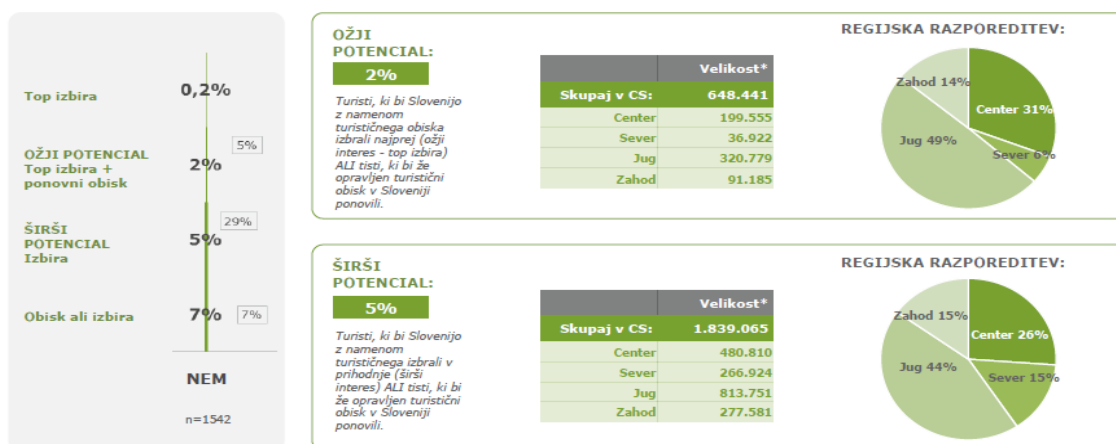 Top izbira
0,2%
5%
OŽJI POTENCIAL
Top izbira +
ponovni obisk
2%
29%
ŠIRŠI
POTENCIAL
Izbira
5%
Obisk ali izbira
7%
7%
NEM
n=1542
OŽJI
POTENCIAL:
2%
Turisti, ki bi Slovenijo
z namenom
turističnega obiska
izbrali najprej (ožji
interes - top izbira)
ALI tisti, ki bi že
opravljen turistični
obisk v Sloveniji
ponovili.
Velikost*
Skupaj v CS: 648.441
Center 199.555
Sever 36.922
Jug 320.779
Zahod 91.185
REGIJSKA RAZPOREDITEV:
Zahod 14%
Center 31%
Jug 49%
Sever 6%
ŠIRŠI
POTENCIAL:
5%
Turisti, ki bi Slovenijo
z namenom
turističnega izbrali v
prihodnje (širši
interes) ALI tisti, ki bi
že opravljen turistični
obisk v Sloveniji
ponovili.
Velikost*
Skupaj v CS: 1.839.065
Center 480.810
Sever 266.924
Jug 813.751
Zahod 277.581
REGIJSKA RAZPOREDITEV:
Zahod 15%
Center 26%
Jug 44%
Sever 15%